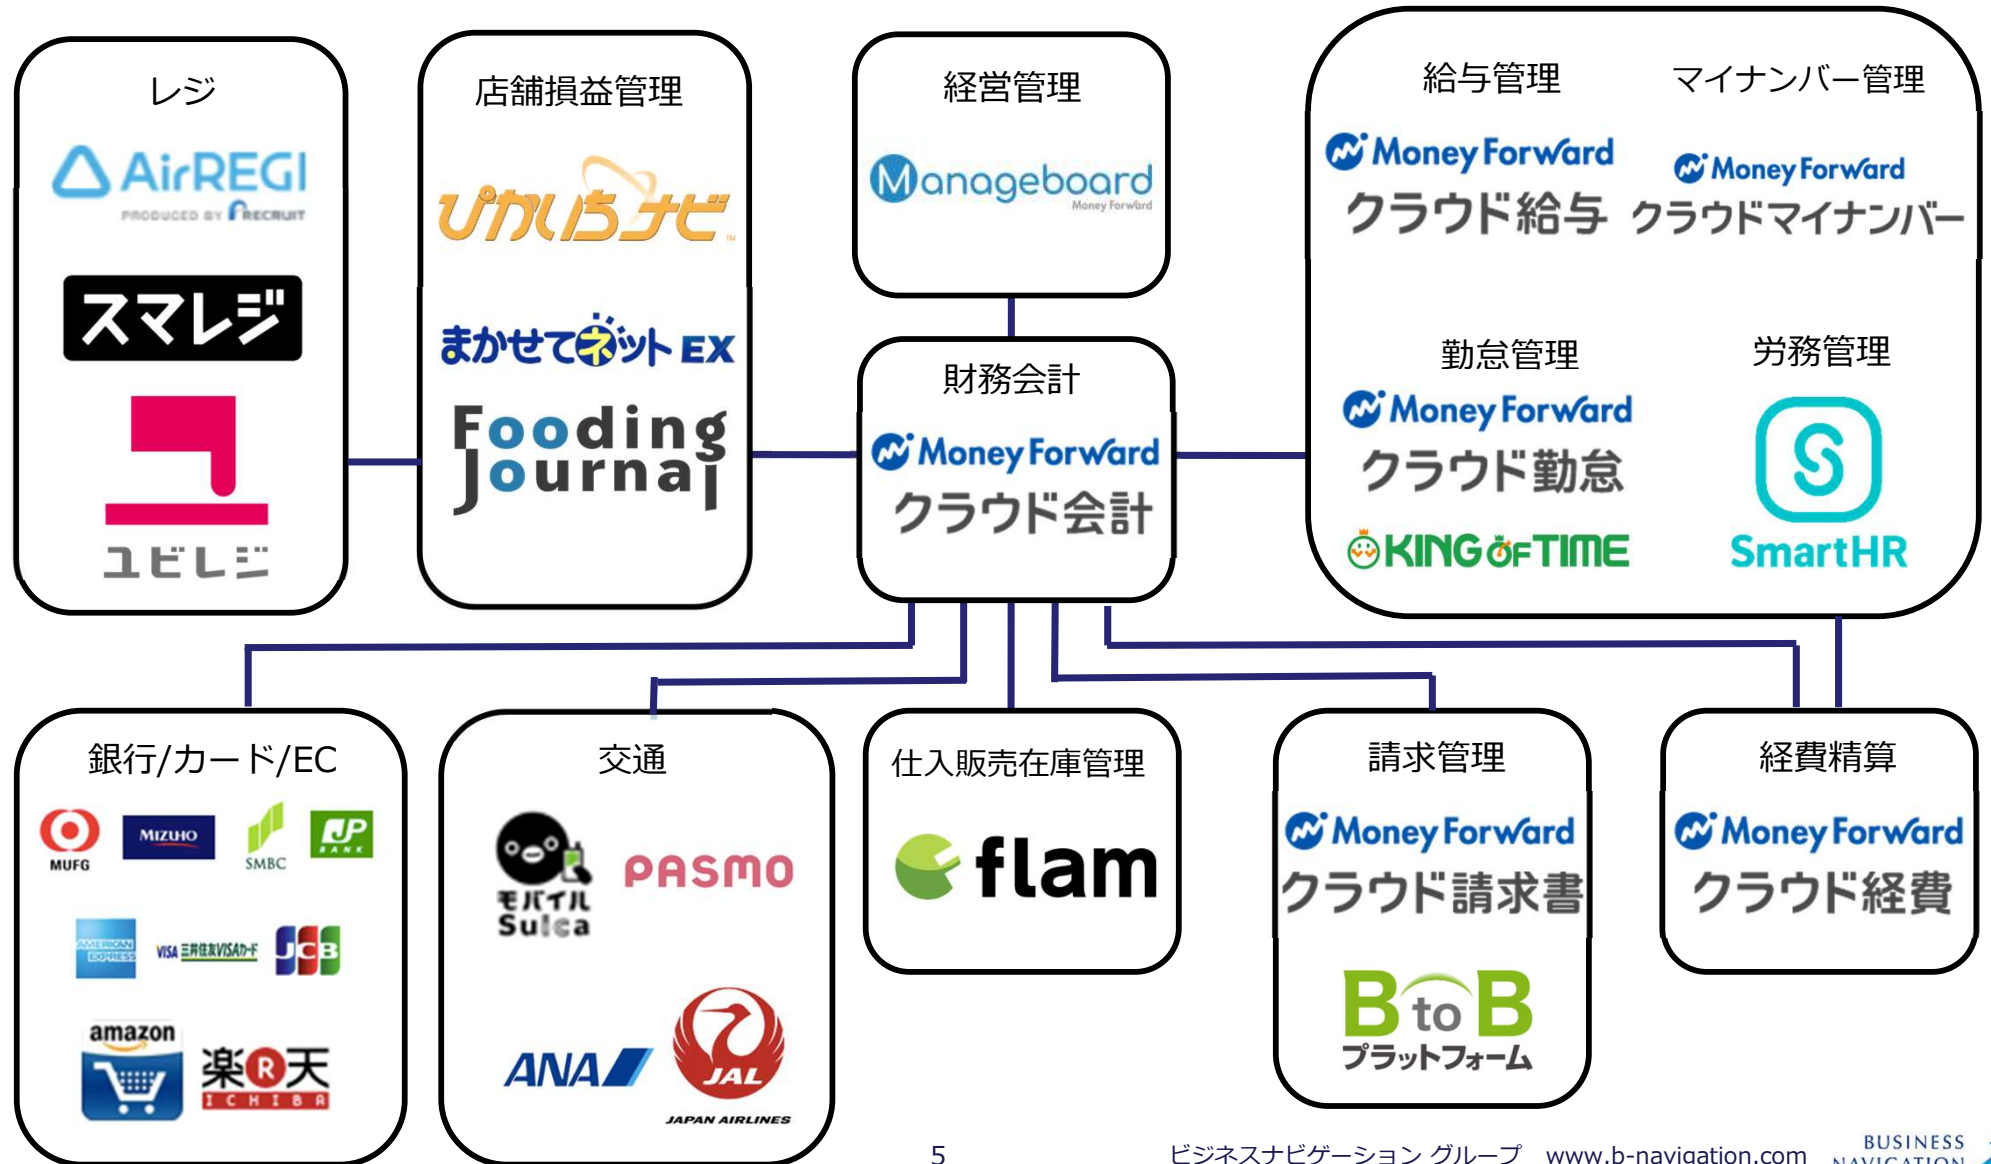 レジ
AirREGI
PRODUCED BY RECRUIT
スマレジ
ユビレジ
店舗損益管理
ぴかいちナビ
TM
まかせてネットEX
Fooding
Journal
経営管理
Manageboard
Money Forward
財務会計
Money Forward
クラウド会計
給与管理
Money Forward
クラウド給与
マイナンバー管理
Money Forward
クラウドマイナンバー
勤怠管理
Money Forward
クラウド勤怠
KING OF TIME
労務管理
SmartHR
銀行/カード/EC
MUFG
MIZUHO
SMBC
JP
BANK
AMERICAN
EXPRESS
VISA 三井住友VISAカード
JCB
amazon
楽R天
ICHIBA
交通
モバイル
Suica
PASMO
ANA
JAL
JAPAN AIRLINES
仕入販売在庫管理
flam
請求管理
Money Forward
クラウド請求書
BtoB
プラットフォーム
経費精算
Money Forward
クラウド経費
5
ビジネスナビゲーション グループ www.b-navigation.com
BUSINESS
NAVIGATION